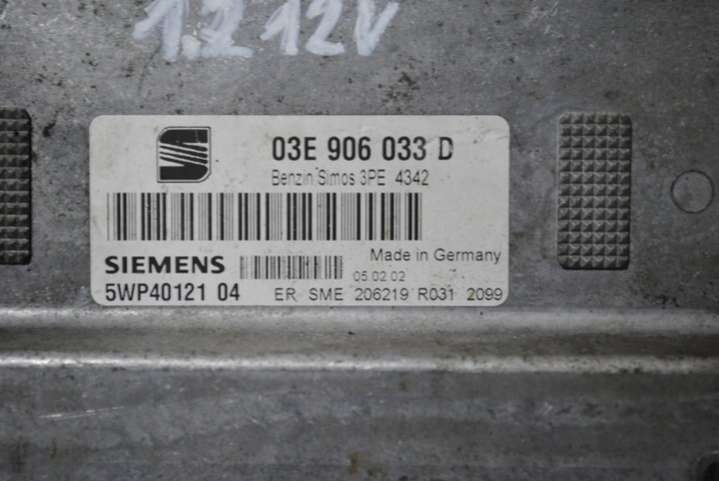 1.2 12V
03E 906 033 D
Benzin Simos 3PE 4342
Made in Germany
SIEMENS
05.02.02
5WP40121 04 ER SME 206219 R031 2099